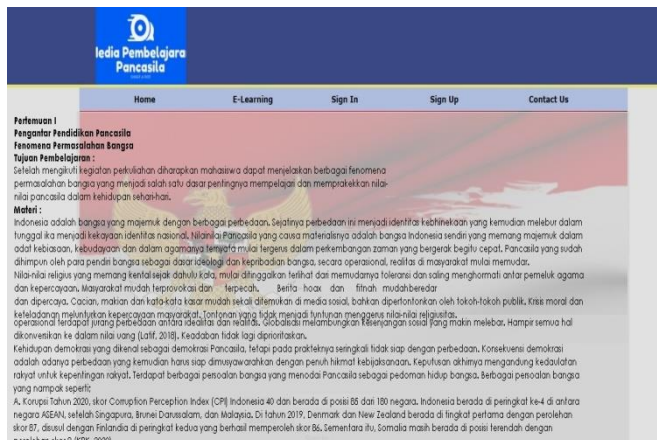 Media Pembelajara
Pancasila
Home E-Learning Sign In Sign Up Contact Us
Pertemuan I
Pengantar Pendidikan Pancasila
Fenomena Permasalahan Bangsa
Tujuan Pembelajaran :
Setelah mengikuti kegiatan perkuliahan diharapkan mahasiswa dapat menjelaskan berbagai fenomena
permasalahan bangsa yang menjadi salah satu dasar pentingnya mempelajari dan memprakekkan nilai-
nilai pancasila dalam kehidupan sehari-hari.
Materi :
Indonesia adalah bangsa yang majemuk dengan berbagai perbedaan. Sejatinya perbedaan ini menjadi identitas kebhinekaan yang kemudian melebur dalam
tunggal ika menjadi kekayaan identitas nasional. Nilai-nilai Pancasila yang causa materialisnya adalah bangsa Indonesia sendiri yang memang majemuk dalam
adat kebiasaan, kebudayaan dan dalam agamanya ternyata mulai tergerus dalam perkembangan zaman yang bergerak begitu cepat. Pancasila yang sudah
dihimpun oleh para pendiri bangsa sebagai dasar ideologi dan kepribadian bangsa, secara operasional, realitas di masyarakat mulai memudar.
Nilai-nilai religius yang memang kental sejak dahulu kala, mulai ditinggalkan terlihat dari memudarnya toleransi dan saling menghormati antar pemeluk agama
dan kepercayaan. Masyarakat mudah terprovokasi dan terpecah. Berita hoax dan fitnah mudahberedar
dan dipercaya. Cacian, makian dan kata-kata kasar mudah sekali ditemukan di media sosial, bahkan dipertontonkan oleh tokoh-tokoh publik. Krisis moral dan
keteladanan melunturkan kepercayaan masyarakat. Tontonan yang tidak menjadi tuntunan menggerus nilai-nilai religiusitas.
operasional terdapat jurang perbedaan antara idealitas dan realitas. Globalisasi melambungkan kesenjangan sosial yang makin melebar. Hampir semua hal
dikonversikan ke dalam nilai uang (Latif, 2018). Keadaban tidak lagi diprioritaskan.
Kehidupan demokrasi yang dikenal sebagai demokrasi Pancasila, tetapi pada prakteknya seringkali tidak siap dengan perbedaan. Konsekuensi demokrasi
adalah adanya perbedaan yang kemudian harus siap dimusyawarahkan dengan penuh hikmat kebijaksanaan. Keputusan akhirnya mengandung kedaulatan
rakyat untuk kepentingan rakyat. Terdapat berbagai persoalan bangsa yang menodai Pancasila sebagai pedoman hidup bangsa. Berbagai persoalan bangsa
yang nampak seperti;
A. Korupsi Tahun 2020, skor Corruption Perception Index (CPI) Indonesia 40 dan berada di posisi 85 dari 180 negara. Indonesia berada di peringkat ke-4 di antara
negara ASEAN, setelah Singapura, Brunei Darussalam, dan Malaysia. Di tahun 2019, Denmark dan New Zealand berada di tingkat pertama dengan perolehan
skor 87, disusul dengan Finlandia di peringkat kedua yang berhasil memperoleh skor 86. Sementara itu, Somalia masih berada di posisi terendah dengan
perolehan skor 9 (KPK, 2020)